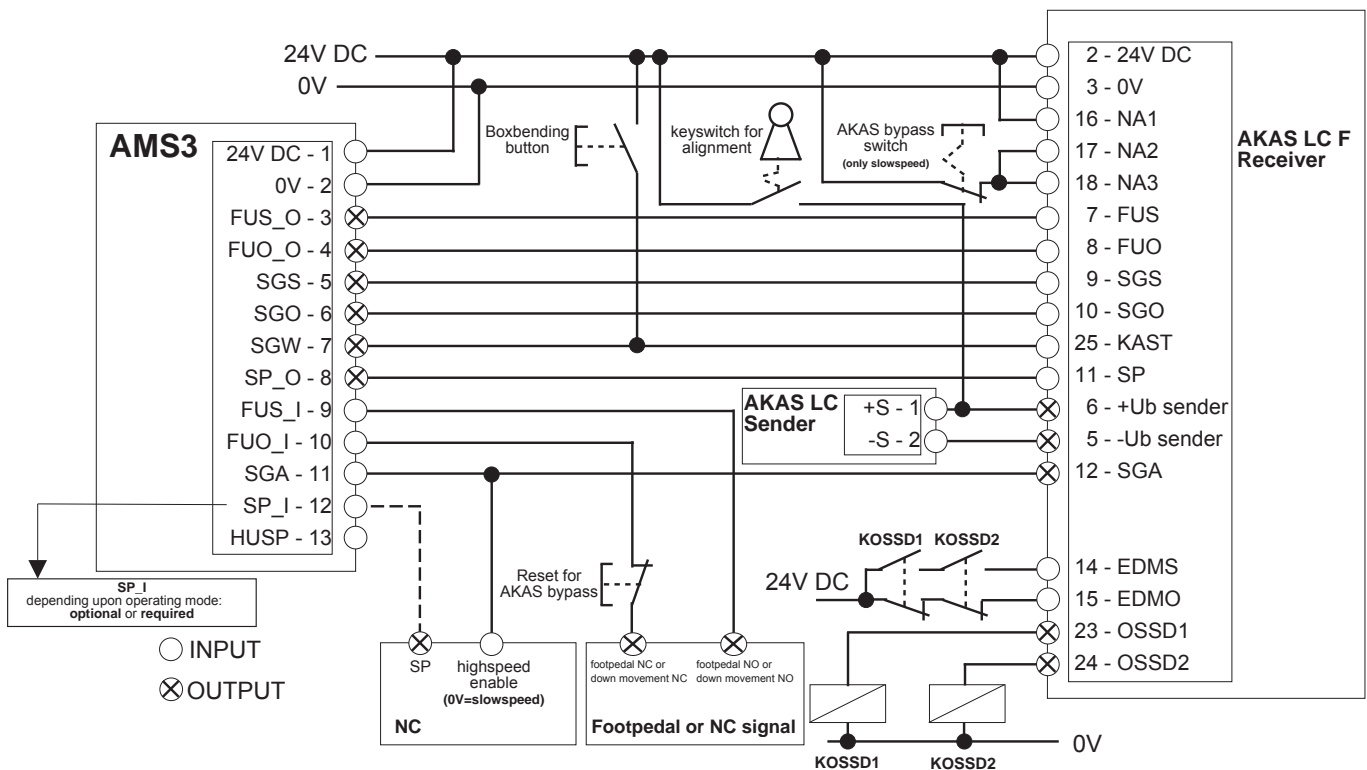 24V DC
0V
AMS3
24V DC - 1
0V - 2
FUS_O - 3
FUO_O - 4
SGS - 5
SGO - 6
SGW - 7
SP_O - 8
FUS_I - 9
FUO_I - 10
SGA - 11
SP_I - 12
HUSP - 13
SP_I
depending upon operating mode:
optional or required
INPUT
OUTPUT
Boxbending
button
keyswitch for
alignment
AKAS bypass
switch
(only slowspeed)
AKAS LC
Sender
+S - 1
-S - 2
Reset for
AKAS bypass
SP
highspeed
enable
(0V=slowspeed)
NC
footpedal NC or
down movement NC
footpedal NO or
down movement NO
Footpedal or NC signal
2 - 24V DC
3 - 0V
16 - NA1
17 - NA2
18 - NA3
7 - FUS
8 - FUO
9 - SGS
10 - SGO
25 - KAST
11 - SP
6 - +Ub sender
5 - -Ub sender
12 - SGA
14 - EDMS
15 - EDMO
23 - OSSD1
24 - OSSD2
AKAS LC F
Receiver
KOSSD1
KOSSD2
24V DC
0V
KOSSD1
KOSSD2